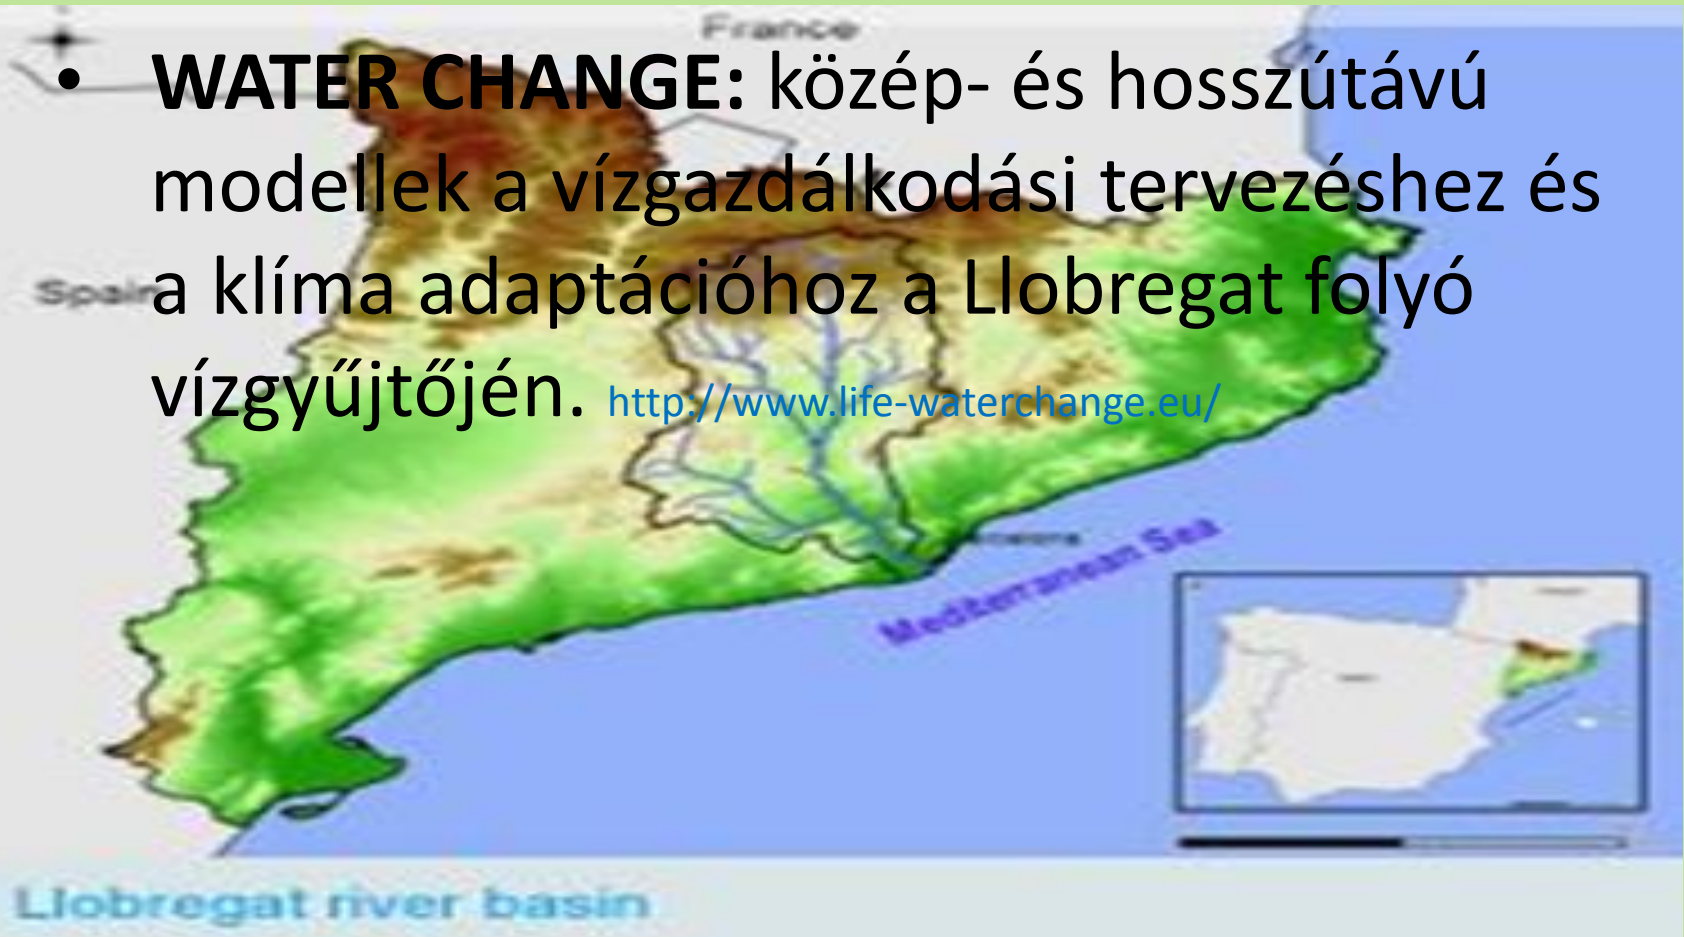 France
• WATER CHANGE: közép- és hosszútávú
modellek a vízgazdálkodási tervezéshez és
Spain
a klíma adaptációhoz a Llobregat folyó
vízgyűjtőjén. http://www.life-waterchange.eu/
Mediterranean Sea
Llobregat river basin